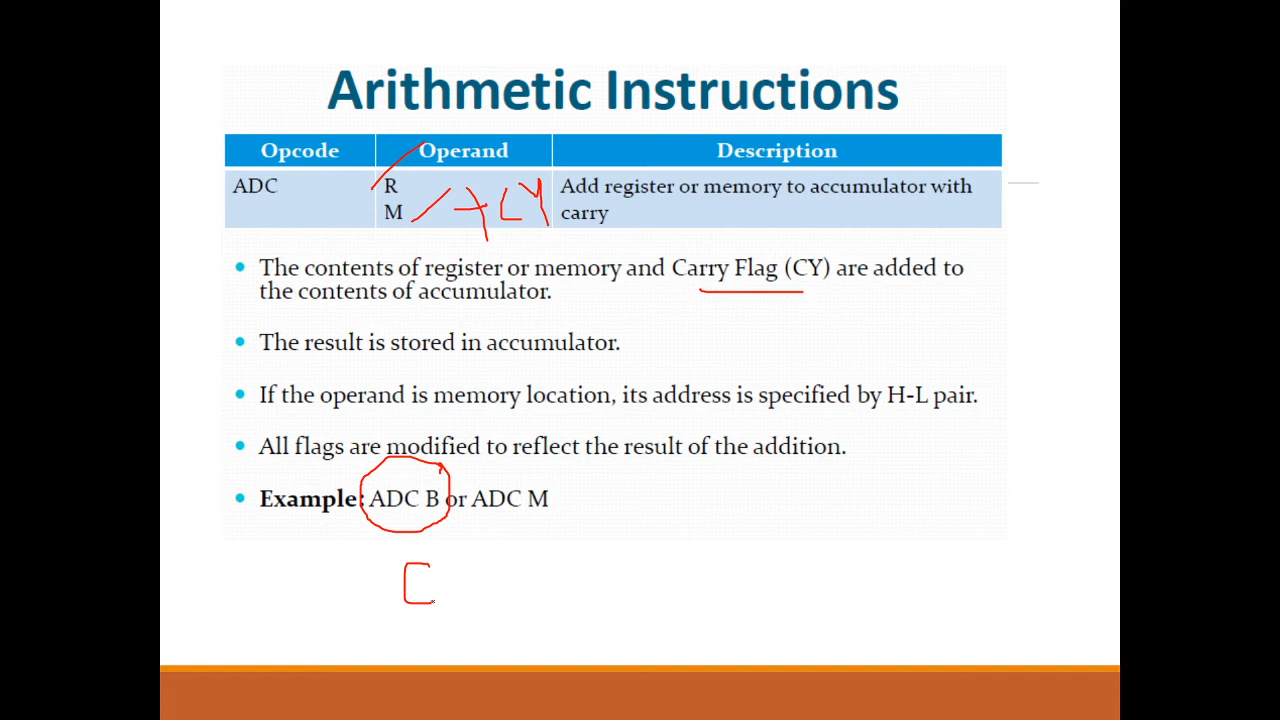 Arithmetic Instructions
Opcode Operand Description
ADC R Add register or memory to accumulator with
M + CY carry
• The contents of register or memory and Carry Flag (CY) are added to
the contents of accumulator.
• The result is stored in accumulator.
• If the operand is memory location, its address is specified by H-L pair.
• All flags are modified to reflect the result of the addition.
• Example: ADC B or ADC M
[